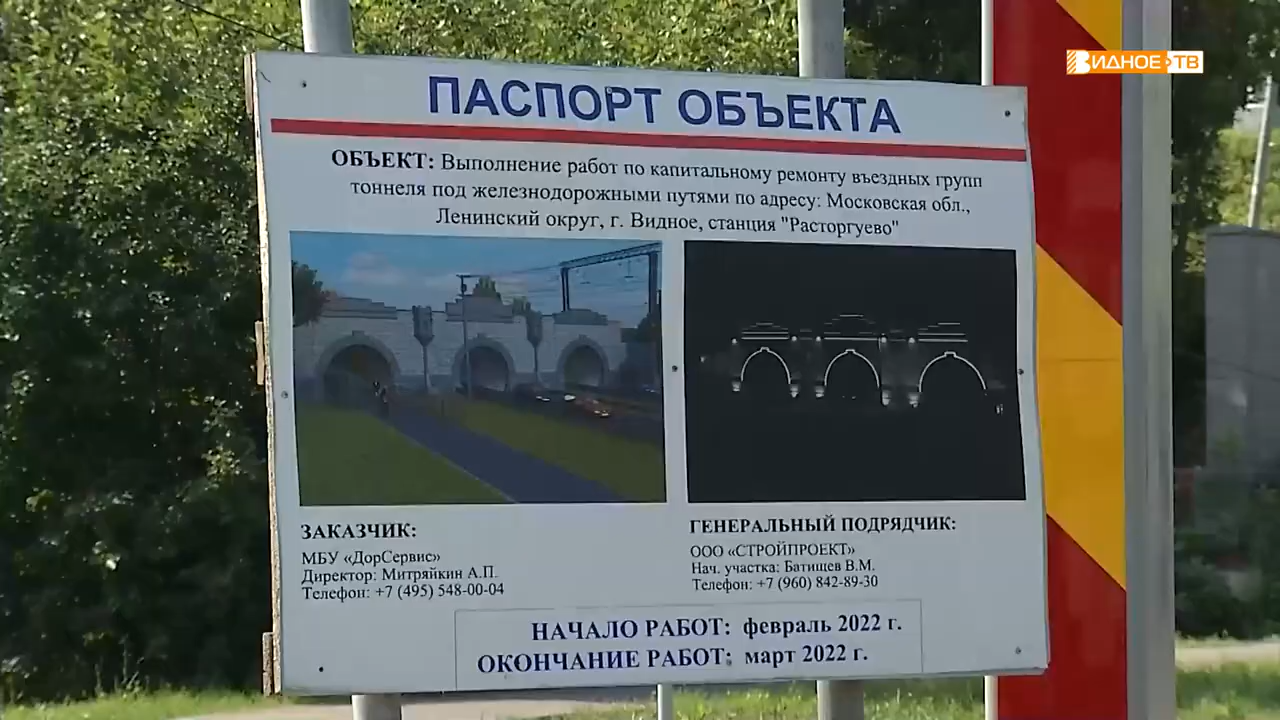 ВИДНОЕ ТВ
ПАСПОРТ ОБЪЕКТА
ОБЪЕКТ: Выполнение работ по капитальному ремонту въездных групп
тоннеля под железнодорожными путями по адресу: Московская обл.,
Ленинский округ, г. Видное, станция "Расторгуево"
ЗАКАЗЧИК:
МБУ «ДорСервис»
Директор: Митряйкин А.П.
Телефон: +7 (495) 548-00-04
ГЕНЕРАЛЬНЫЙ ПОДРЯДЧИК:
ООО «СТРОЙПРОЕКТ»
Нач. участка: Батищев В.М.
Телефон: +7 (960) 842-89-30
НАЧАЛО РАБОТ: февраль 2022 г.
ОКОНЧАНИЕ РАБОТ: март 2022 г.